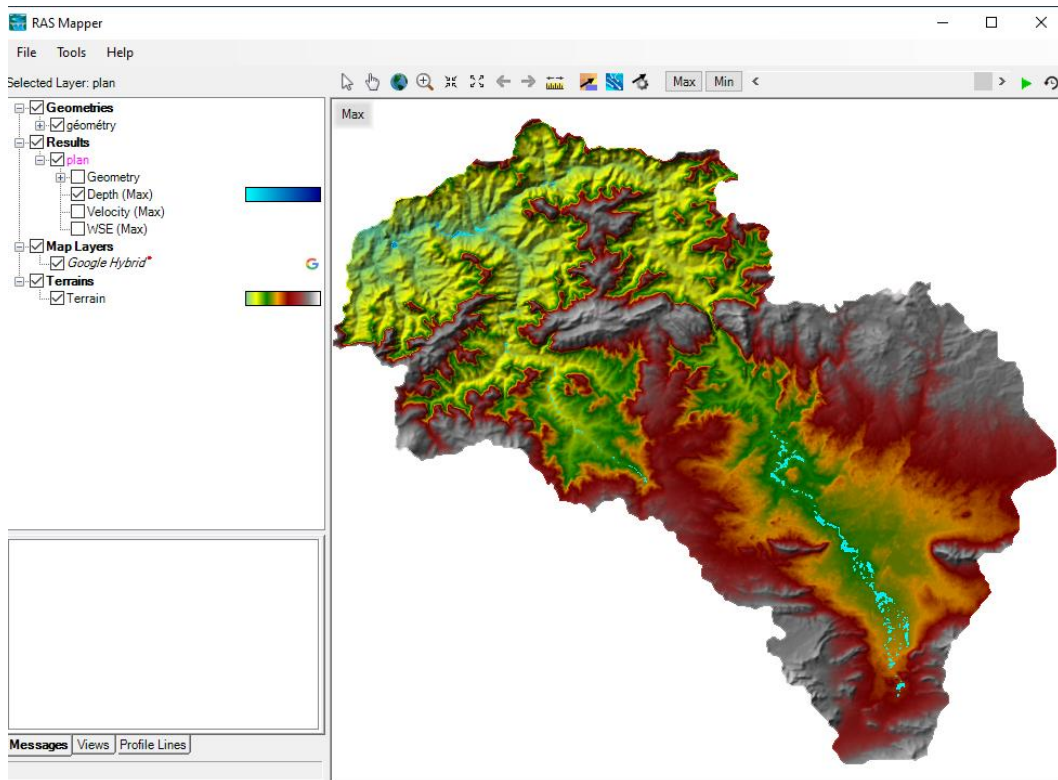 RAS Mapper
File Tools Help
Selected Layer: plan
Max Min
Max
Geometries
géométry
Results
plan
Geometry
Depth (Max)
Velocity (Max)
WSE (Max)
Map Layers
Google Hybrid
G
Terrains
Terrain
Messages Views Profile Lines